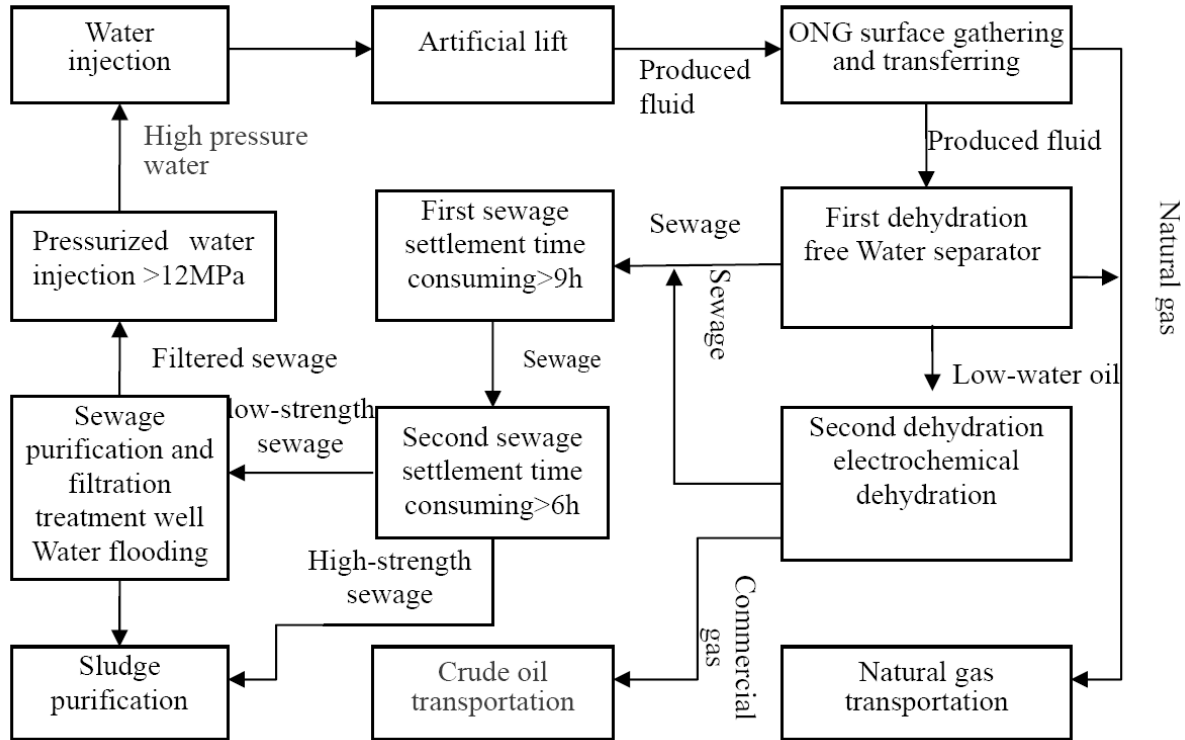 Water
injection
Artificial lift
ONG surface gathering
and transferring
Produced
fluid
High pressure
water
Produced fluid
Pressurized water
injection >12MPa
First sewage
settlement time
consuming>9h
Sewage
First dehydration
free Water separator
Natural gas
Sewage
Filtered sewage
Sewage
Low-water oil
Sewage
purification and
filtration
treatment well
Water flooding
low-strength
sewage
Second sewage
settlement time
consuming>6h
Second dehydration
electrochemical
dehydration
High-strength
sewage
Commercial
gas
Sludge
purification
Crude oil
transportation
Natural gas
transportation